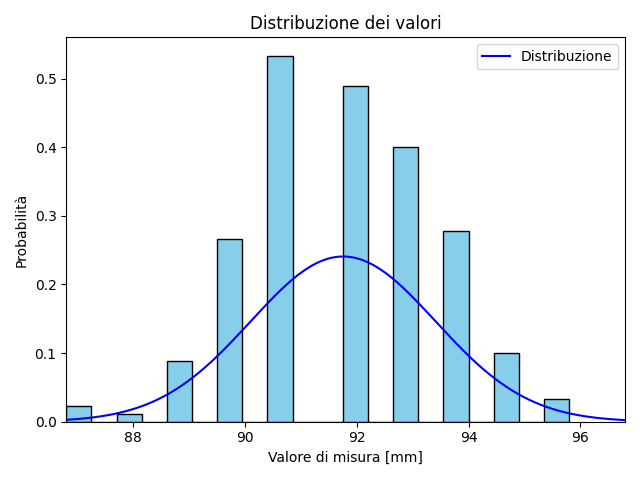 Distribuzione dei valori
Distribuzione
Probabilità
0.5
0.4
0.3
0.2
0.1
0.0
88 90 92 94 96
Valore di misura [mm]